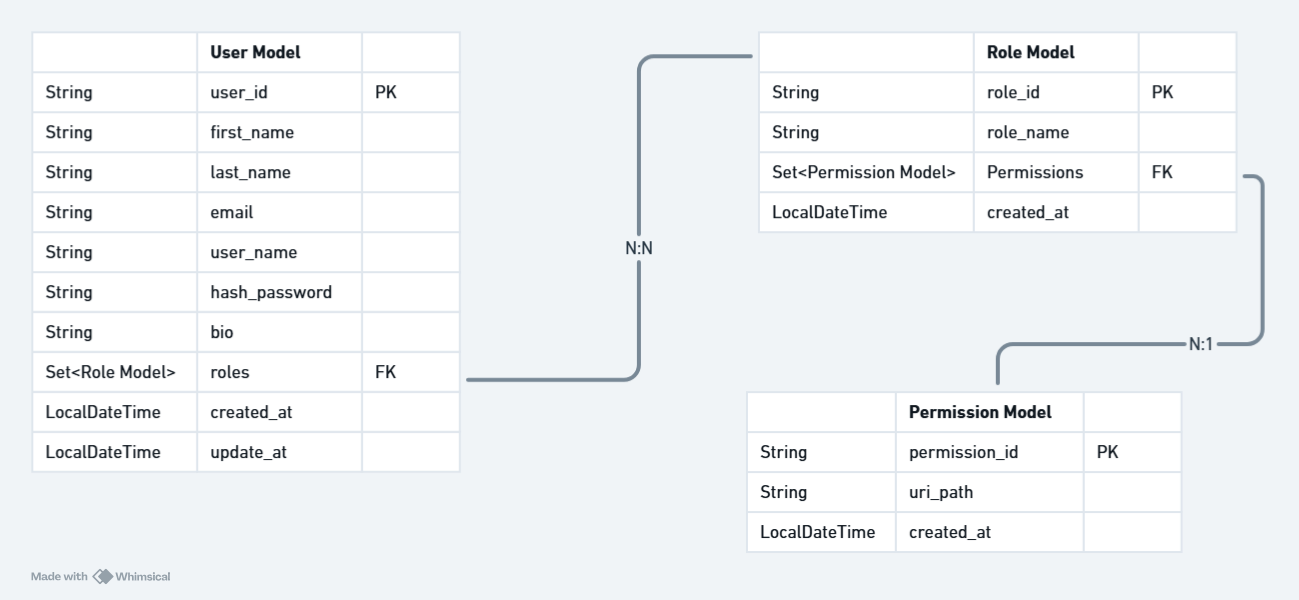 User Model
String user_id PK
String first_name
String last_name
String email
String user_name
String hash_password
String bio
Set<Role Model> roles FK
LocalDateTime created_at
LocalDateTime update_at
N:N
Role Model
String role_id PK
String role_name
Set<Permission Model> Permissions FK
LocalDateTime created_at
N:1
Permission Model
String permission_id PK
String uri_path
LocalDateTime created_at
Made with Whimsical